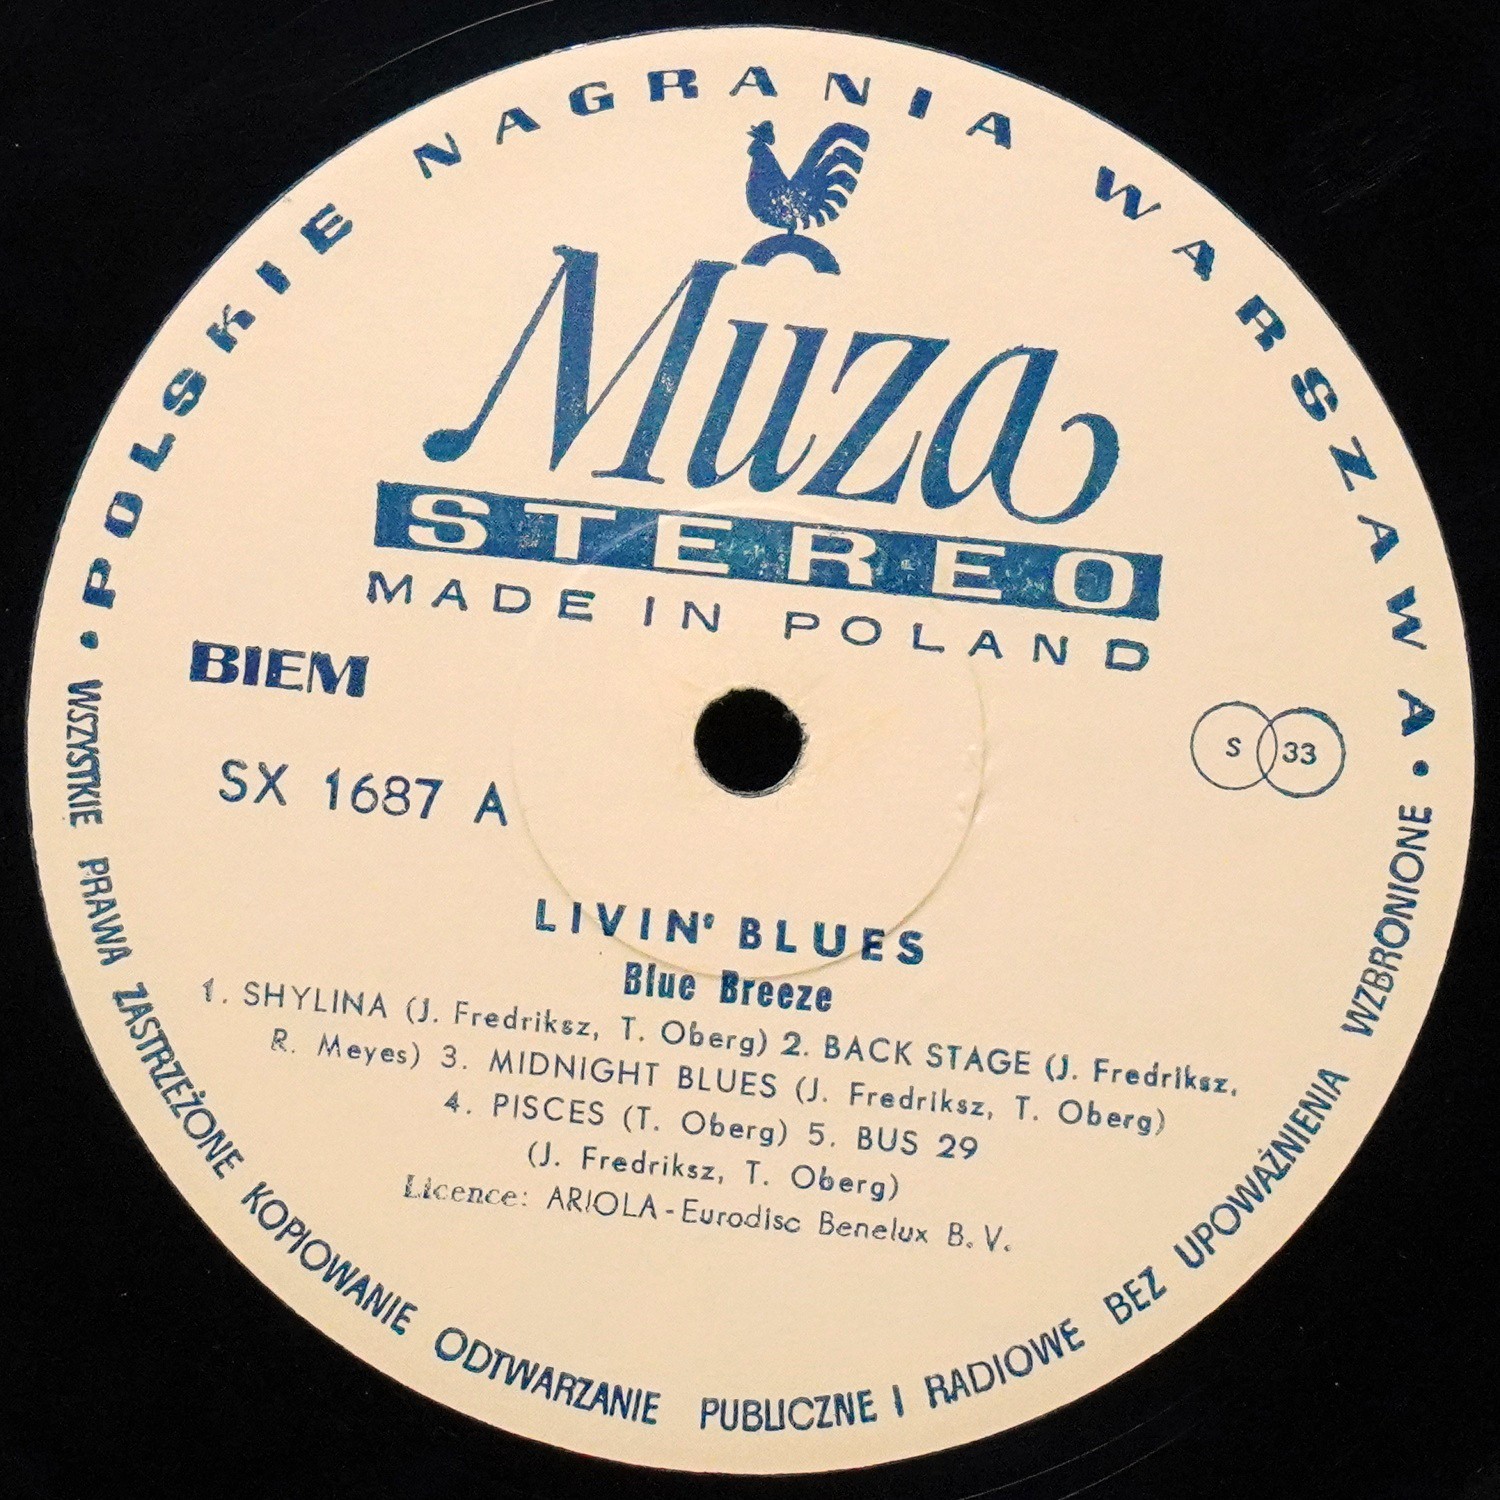 POLSKIE NAGRANIA WARSZAWA
Muza
STEREO
MADE IN POLAND
BIEM
S 33
SX 1687 A
LIVIN' BLUES
Blue Breeze
1. SHYLINA (J. Fredriksz, T. Oberg) 2. BACK STAGE (J. Fredriksz,
R. Meyes) 3. MIDNIGHT BLUES (J. Fredriksz, T. Oberg)
4. PISCES (T. Oberg) 5. BUS 29
(J. Fredriksz, T. Oberg)
Licence: ARIOLA-Eurodisc Benelux B.V.
• WSZYSTKIE PRAWA ZASTRZEŻONE KOPIOWANIE ODTWARZANIE PUBLICZNE I RADIOWE BEZ UPOWAŻNIENIA WZBRONIONE •